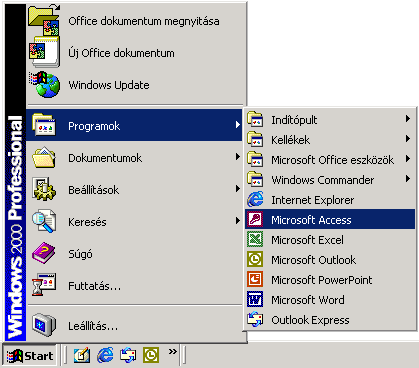 Windows 2000 Professional
Office dokumentum megnyitása
Új Office dokumentum
Windows Update
Programok
Dokumentumok
Beállítások
Keresés
Súgó
Futtatás...
Leállítás...
Indítópult
Kellékek
Microsoft Office eszközök
Windows Commander
Internet Explorer
Microsoft Access
Microsoft Excel
Microsoft Outlook
Microsoft PowerPoint
Microsoft Word
Outlook Express
Start